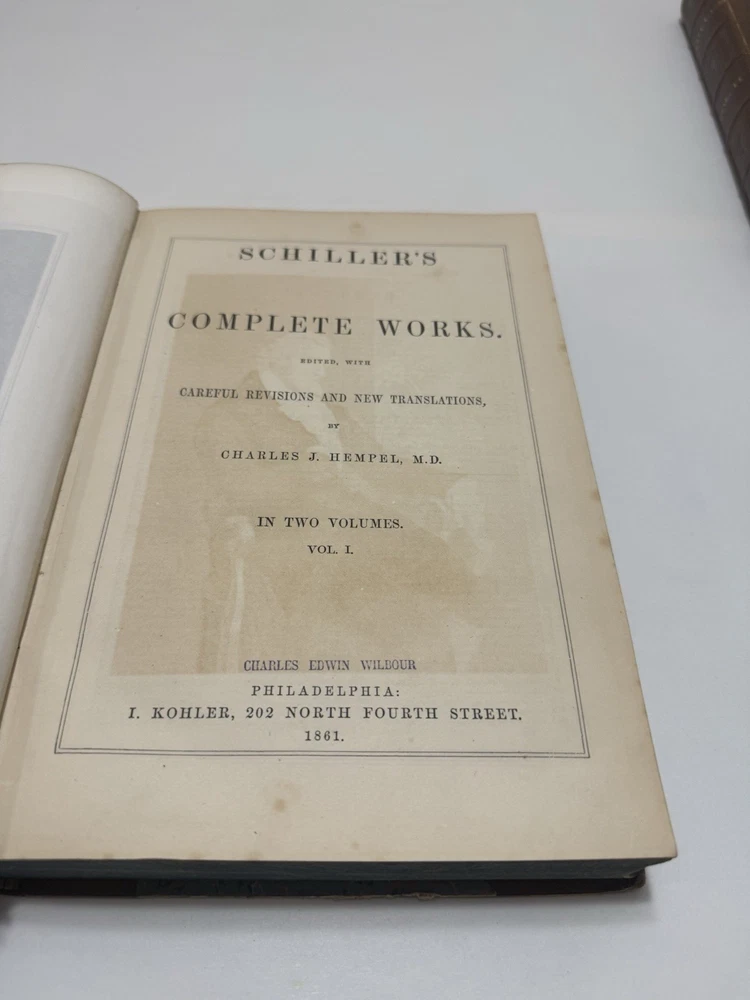 SCHILLER'S
COMPLETE WORKS.
EDITED, WITH
CAREFUL REVISIONS AND NEW TRANSLATIONS,
BY
CHARLES J. HEMPEL, M.D.
IN TWO VOLUMES.
VOL. I.
CHARLES EDWIN WILBOUR
PHILADELPHIA:
I. KOHLER, 202 NORTH FOURTH STREET.
1861.